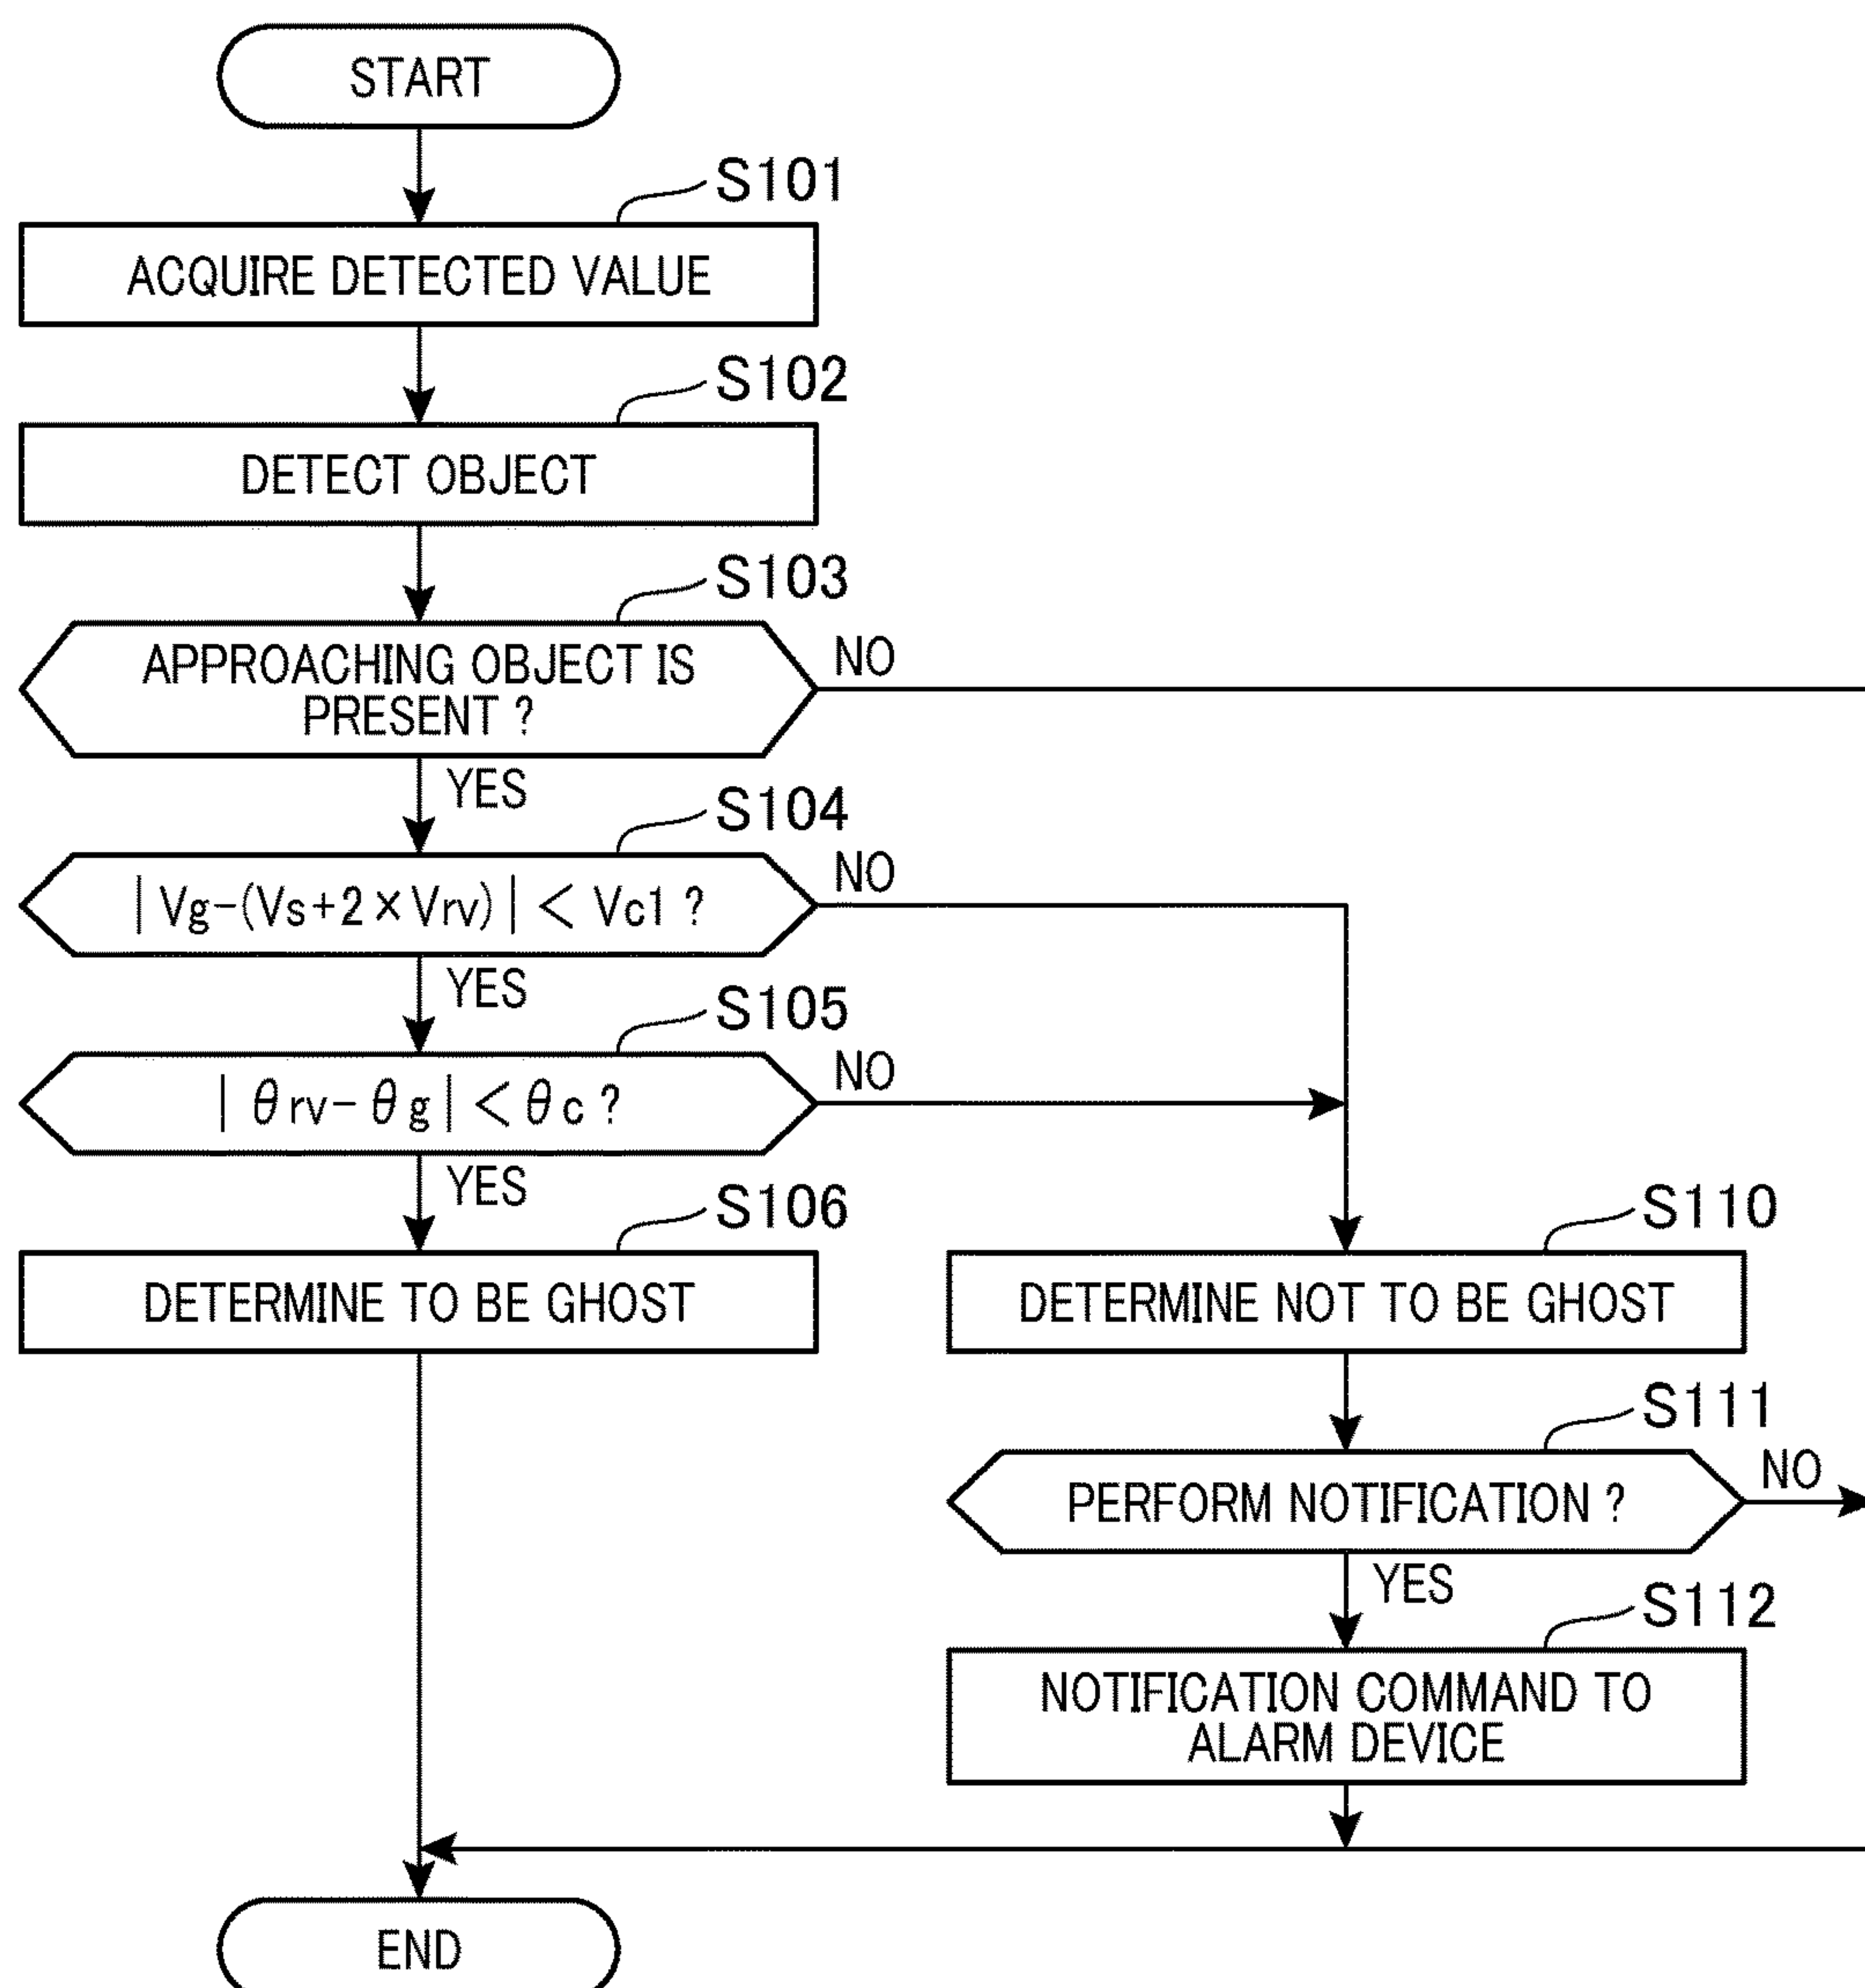 START
S101
ACQUIRE DETECTED VALUE
S102
DETECT OBJECT
S103
APPROACHING OBJECT IS
PRESENT ?
NO
YES
S104
| Vg-(Vs+2×Vrv) | < Vc1 ?
NO
YES
S105
| θrv-θg | < θc ?
NO
YES
S106
DETERMINE TO BE GHOST
S110
DETERMINE NOT TO BE GHOST
S111
PERFORM NOTIFICATION ?
NO
YES
S112
NOTIFICATION COMMAND TO
ALARM DEVICE
END